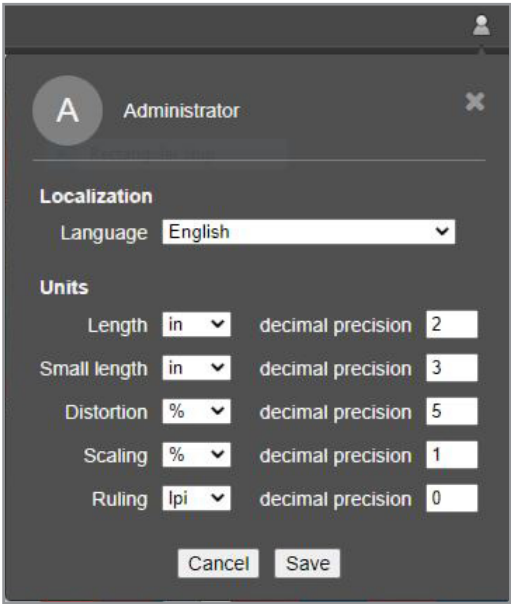 A Administrator
Localization
Language English
Units
Length in decimal precision 2
Small length in decimal precision 3
Distortion % decimal precision 5
Scaling % decimal precision 1
Ruling lpi decimal precision 0
Cancel Save